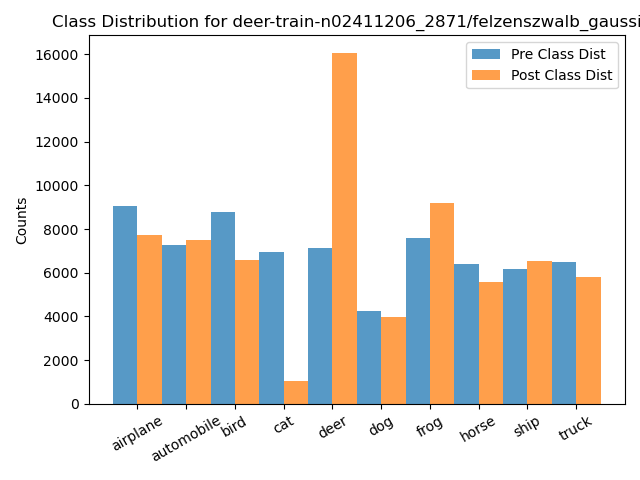 Class Distribution for deer-train-n02411206_2871/felzenszwalb_gaussi
Pre Class Dist
Post Class Dist
Counts
16000
14000
12000
10000
8000
6000
4000
2000
0
airplane
automobile
bird
cat
deer
dog
frog
horse
ship
truck